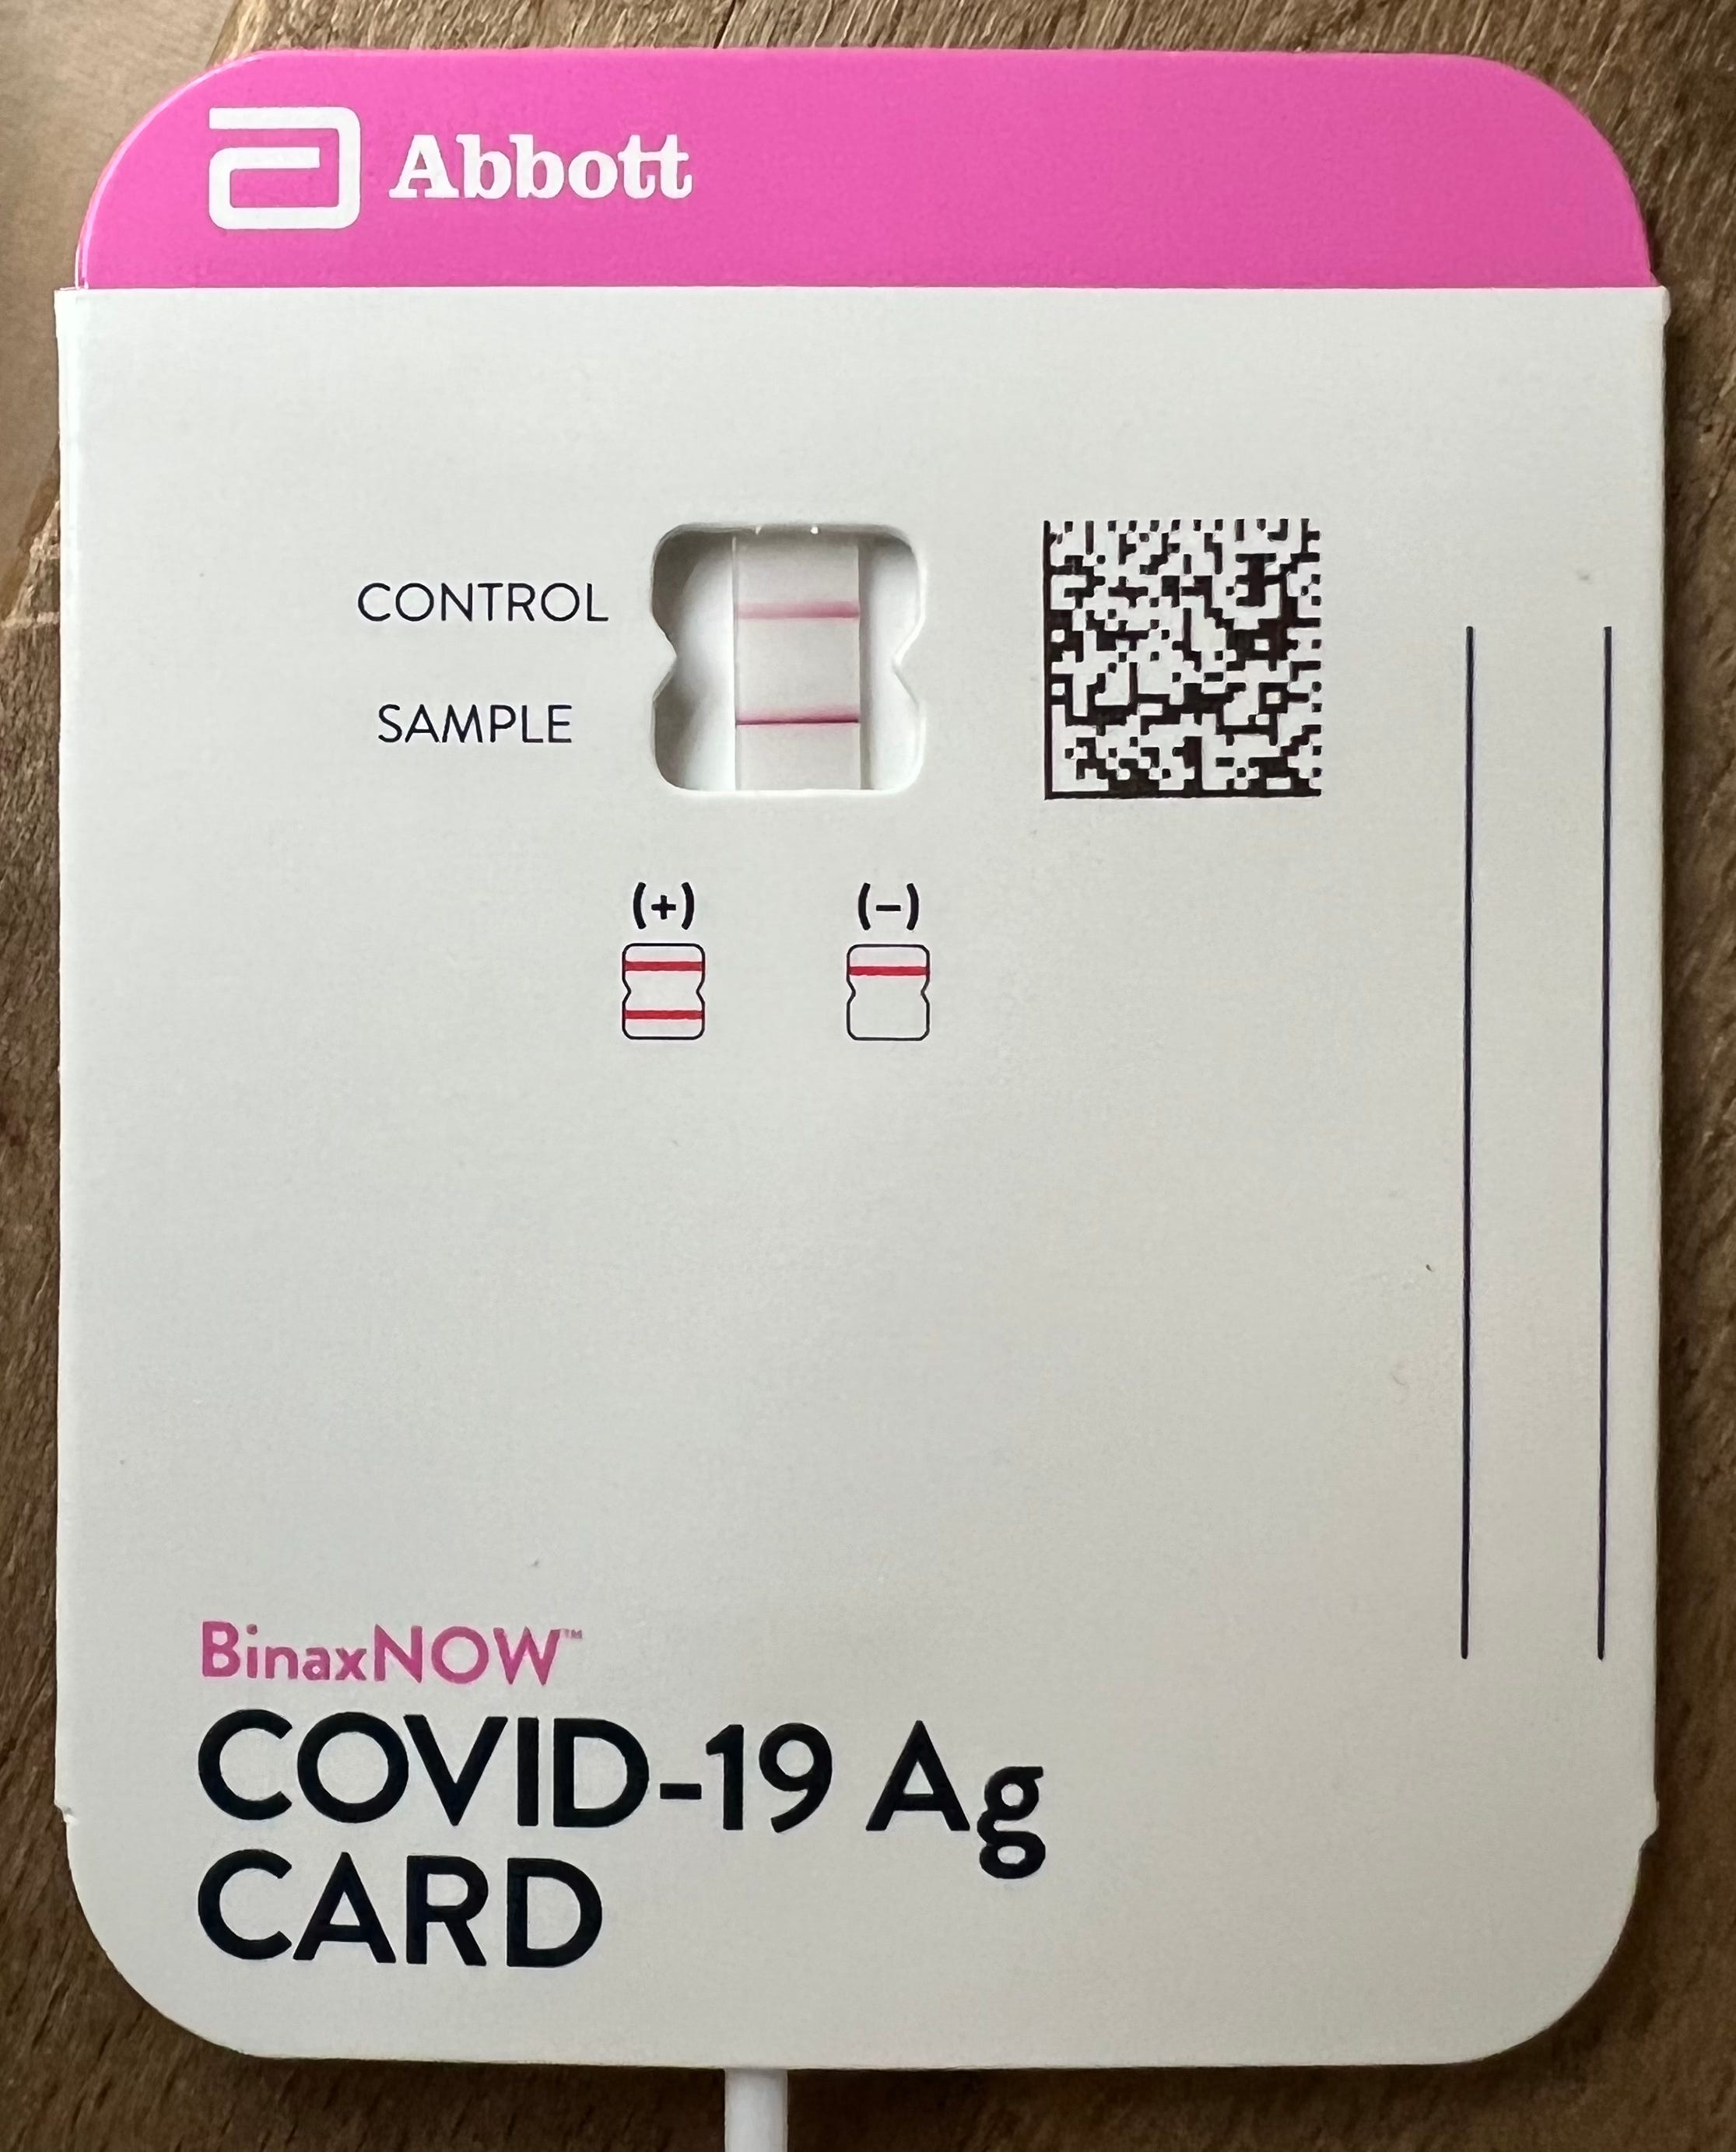 Abbott
CONTROL
SAMPLE
(+) (-)
BinaxNOW™
COVID-19 Ag
CARD